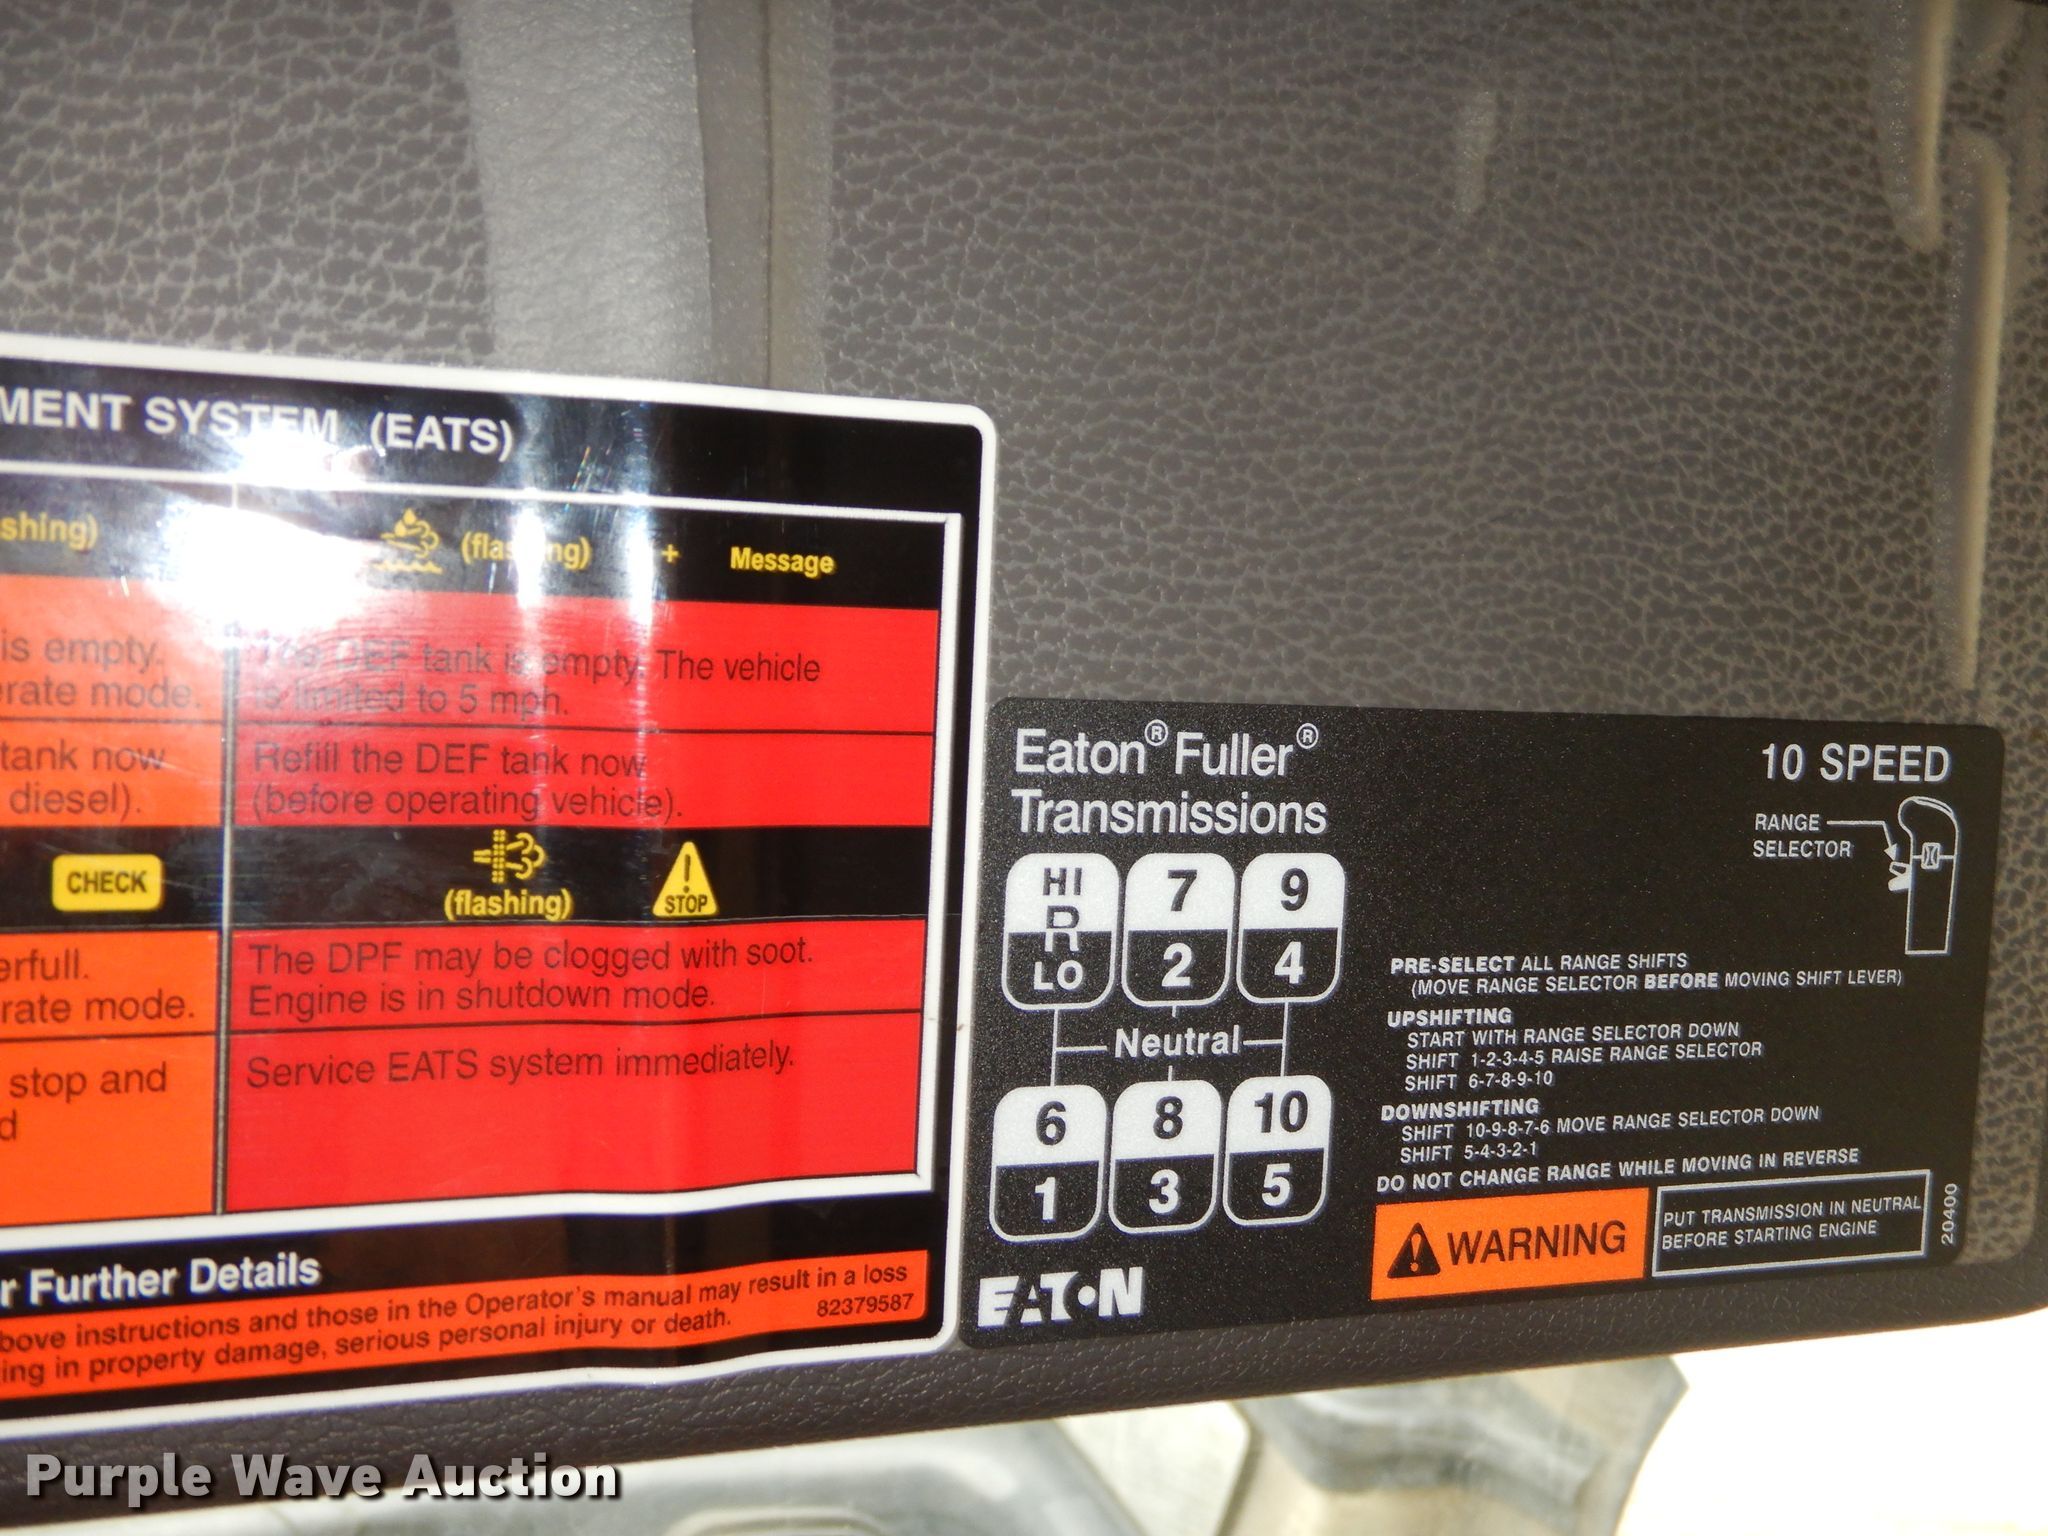 MENT SYSTEM (EATS)
shing)
(flashing) + Message
is empty.
erate mode.
The DEF tank is empty. The vehicle
is limited to 5 mph.
tank now
diesel).
Refill the DEF tank now
(before operating vehicle).
CHECK
(flashing)
STOP
erfull.
rate mode.
The DPF may be clogged with soot.
Engine is in shutdown mode.
stop and
d
Service EATS system immediately.
r Further Details
bove instructions and those in the Operator's manual may result in a loss
ing in property damage, serious personal injury or death.
82379587
Eaton® Fuller®
Transmissions
10 SPEED
RANGE
SELECTOR
HI
R
LO
7
2
9
4
Neutral
6
1
8
3
10
5
EATON
PRE-SELECT ALL RANGE SHIFTS
(MOVE RANGE SELECTOR BEFORE MOVING SHIFT LEVER)
UPSHIFTING
START WITH RANGE SELECTOR DOWN
SHIFT 1-2-3-4-5 RAISE RANGE SELECTOR
SHIFT 6-7-8-9-10
DOWNSHIFTING
SHIFT 10-9-8-7-6 MOVE RANGE SELECTOR DOWN
SHIFT 5-4-3-2-1
DO NOT CHANGE RANGE WHILE MOVING IN REVERSE
WARNING
PUT TRANSMISSION IN NEUTRAL
BEFORE STARTING ENGINE
20400
Purple Wave Auction